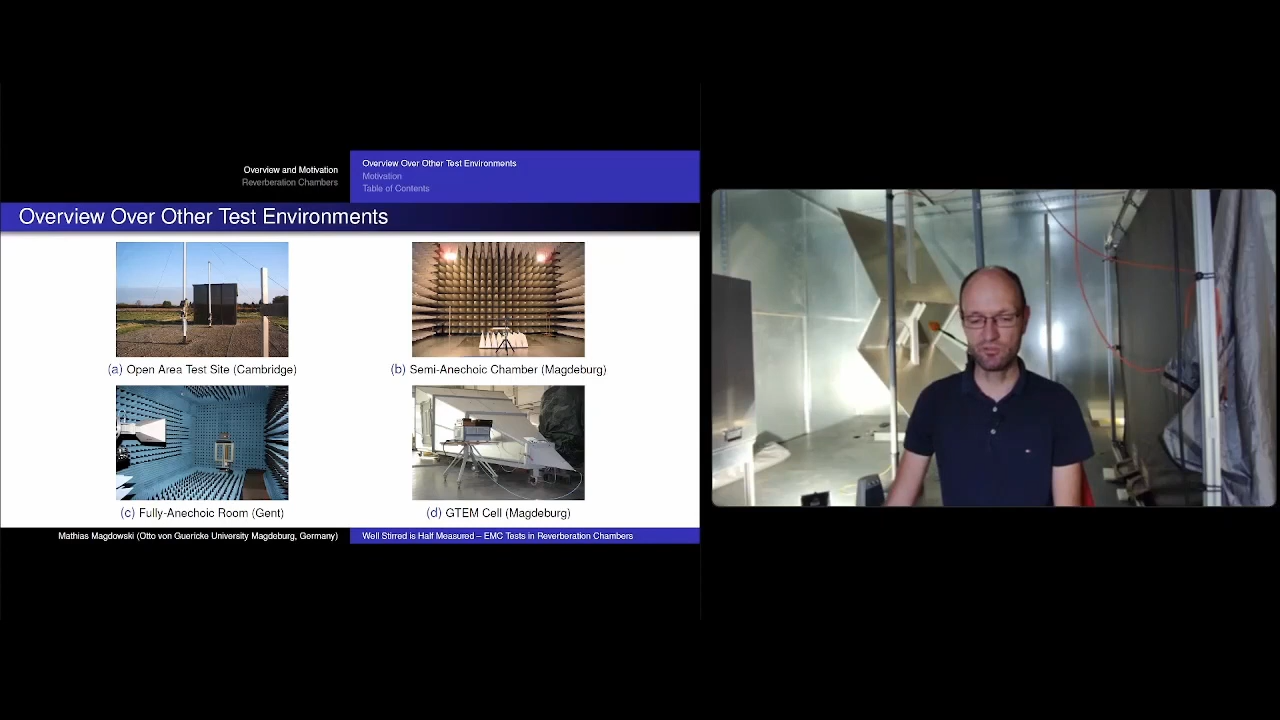 Overview and Motivation
Reverberation Chambers
Overview Over Other Test Environments
Motivation
Table of Contents
Overview Over Other Test Environments
(a) Open Area Test Site (Cambridge)
(b) Semi-Anechoic Chamber (Magdeburg)
(c) Fully-Anechoic Room (Gent)
(d) GTEM Cell (Magdeburg)
Mathias Magdowski (Otto von Guericke University Magdeburg, Germany)
Well Stirred is Half Measured – EMC Tests in Reverberation Chambers